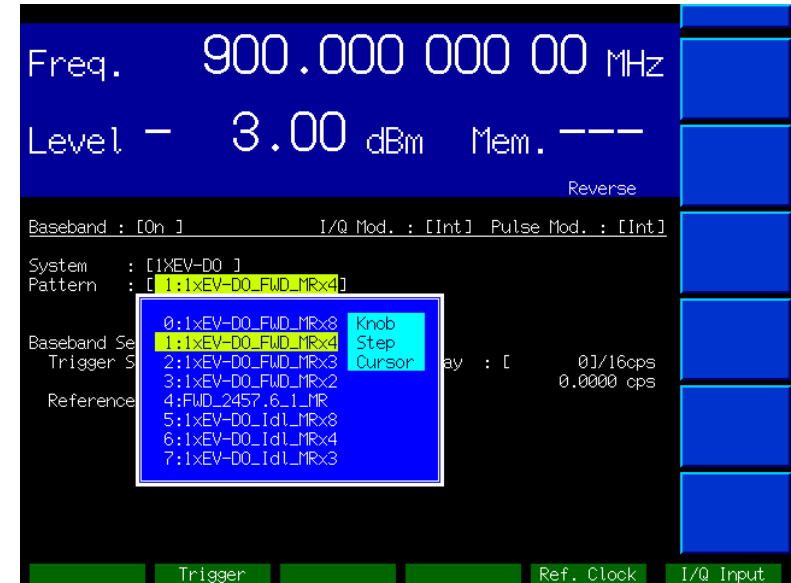 Freq. 900.000 000 00 MHz
Level - 3.00 dBm Mem. ---
Reverse
Baseband : [On ] I/Q Mod. : [Int] Pulse Mod. : [Int]
System : [1XEV-DO ]
Pattern : [ 1:1xEV-DO_FWD_MRx4]
0:1xEV-DO_FWD_MRx8 Knob
Baseband Se 1:1xEV-DO_FWD_MRx4 Step
Trigger S 2:1xEV-DO_FWD_MRx3 Cursor ay : [ 0]/16cps
3:1xEV-DO_FWD_MRx2 0.0000 cps
Reference 4:FWD_2457.6_1_MR
5:1xEV-DO_Idl_MRx8
6:1xEV-DO_Idl_MRx4
7:1xEV-DO_Idl_MRx3
Trigger Ref. Clock I/Q Input